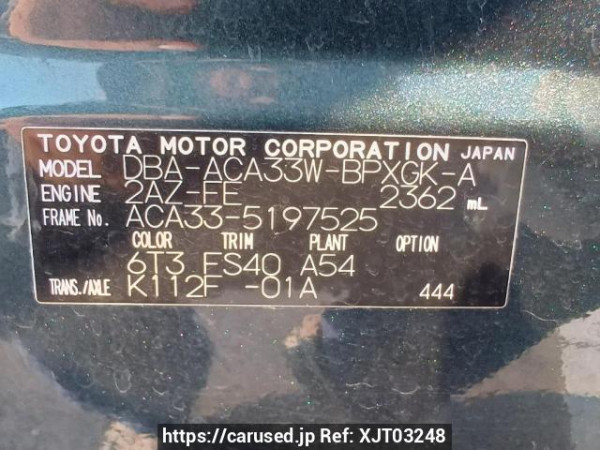 TOYOTA MOTOR CORPORATION JAPAN
MODEL DBA-ACA33W-BPXGK-A
ENGINE 2AZ-FE 2362 mL
FRAME No. ACA33-5197525
COLOR TRIM PLANT OPTION
6T3 FS40 A54
TRANS./AXLE K112F -01A 444
https://carused.jp Ref: XJT03248